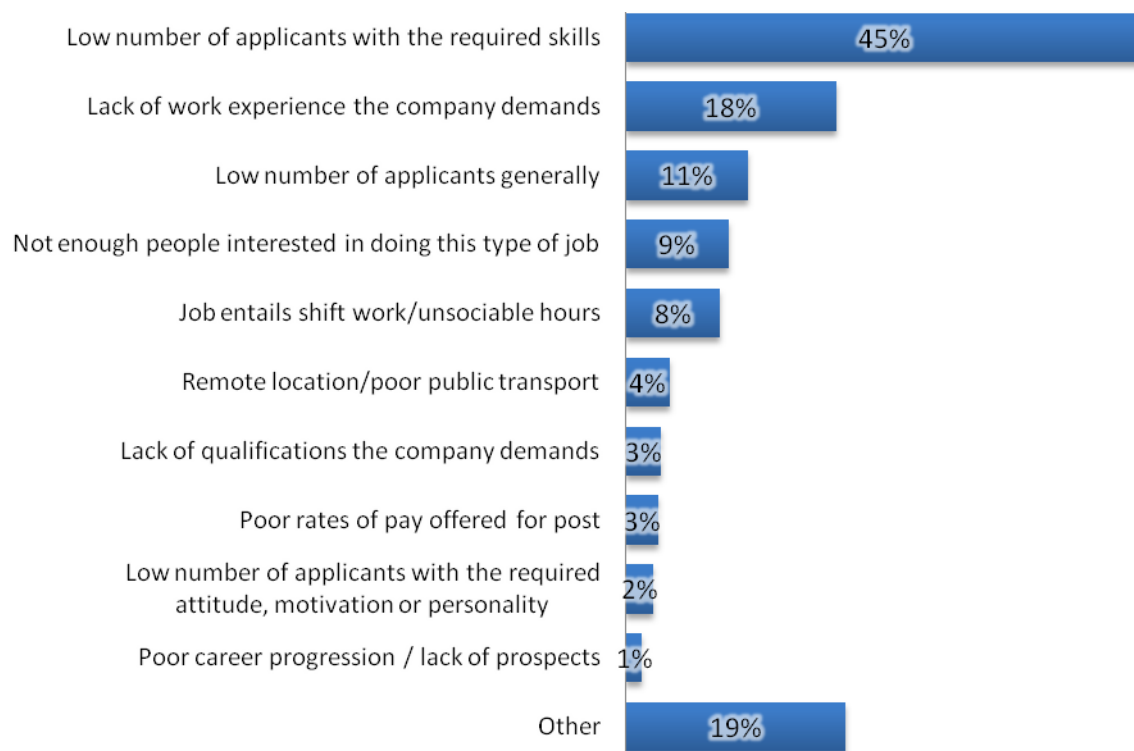 Low number of applicants with the required skills 45%
Lack of work experience the company demands 18%
Low number of applicants generally 11%
Not enough people interested in doing this type of job 9%
Job entails shift work/unsociable hours 8%
Remote location/poor public transport 4%
Lack of qualifications the company demands 3%
Poor rates of pay offered for post 3%
Low number of applicants with the required
attitude, motivation or personality 2%
Poor career progression / lack of prospects 1%
Other 19%